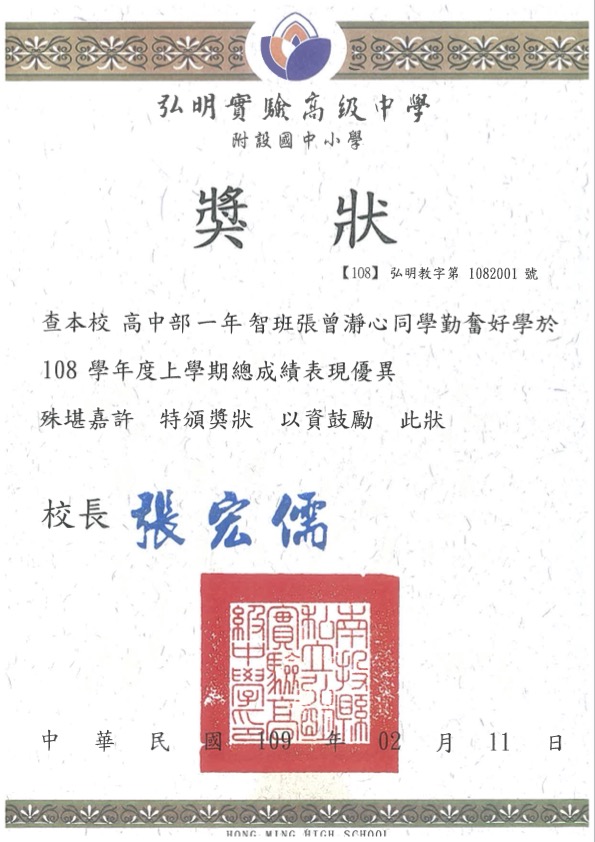 弘明實驗高級中學
附設國中小學
獎 狀
【108】 弘明教字第 1082001 號
查本校 高中部 一年 智班張曾瀞心同學勤奮好學於
108 學年度上學期總成績表現優異
殊堪嘉許 特頒獎狀 以資鼓勵 此狀
校長 張宏儒
南投縣
私立弘明
實驗高
級中學印
中 華 民 國 109 年 02 月 11 日
HONG MING HIGH SCHOOL